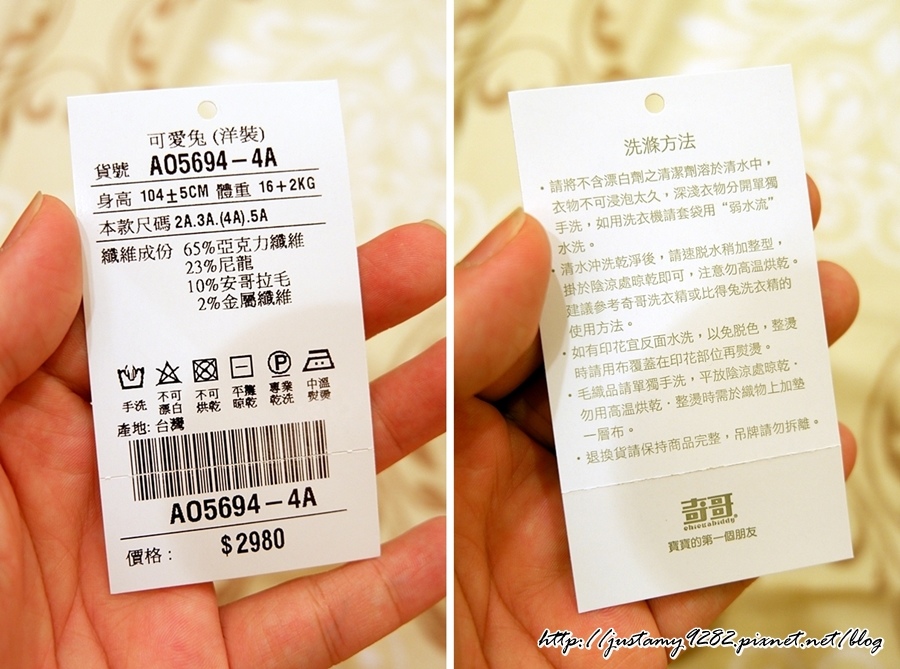 可愛兔 (洋裝)
貨號 A05694-4A
身高 104±5CM 體重 16+2KG
本款尺碼 2A.3A.(4A).5A
纖維成份 65%亞克力纖維
23%尼龍
10%安哥拉毛
2%金屬纖維
P
手洗 不可漂白 不可烘乾 平攤晾乾 專業乾洗 中溫熨燙
產地: 台灣
A05694-4A
價格: $2980
洗滌方法
•請將不含漂白劑之清潔劑溶於清水中，
衣物不可浸泡太久，深淺衣物分開單獨
手洗，如用洗衣機請套袋用“弱水流”
水洗。
•清水沖洗乾淨後，請速脫水稍加整型，
掛於陰涼處晾乾即可，注意勿高溫烘乾。
建議參考奇哥洗衣精或比得兔洗衣精的
使用方法。
•如有印花宜反面水洗，以免脫色，整燙
時請用布覆蓋在印花部位再熨燙。
•毛織品請單獨手洗，平放陰涼處晾乾．
勿用高溫烘乾．整燙時需於織物上加墊
一層布。
•退換貨請保持商品完整，吊牌請勿拆離。
奇哥
chickabiddy
寶寶的第一個朋友
http://justamy9282.pixnet.net/blog